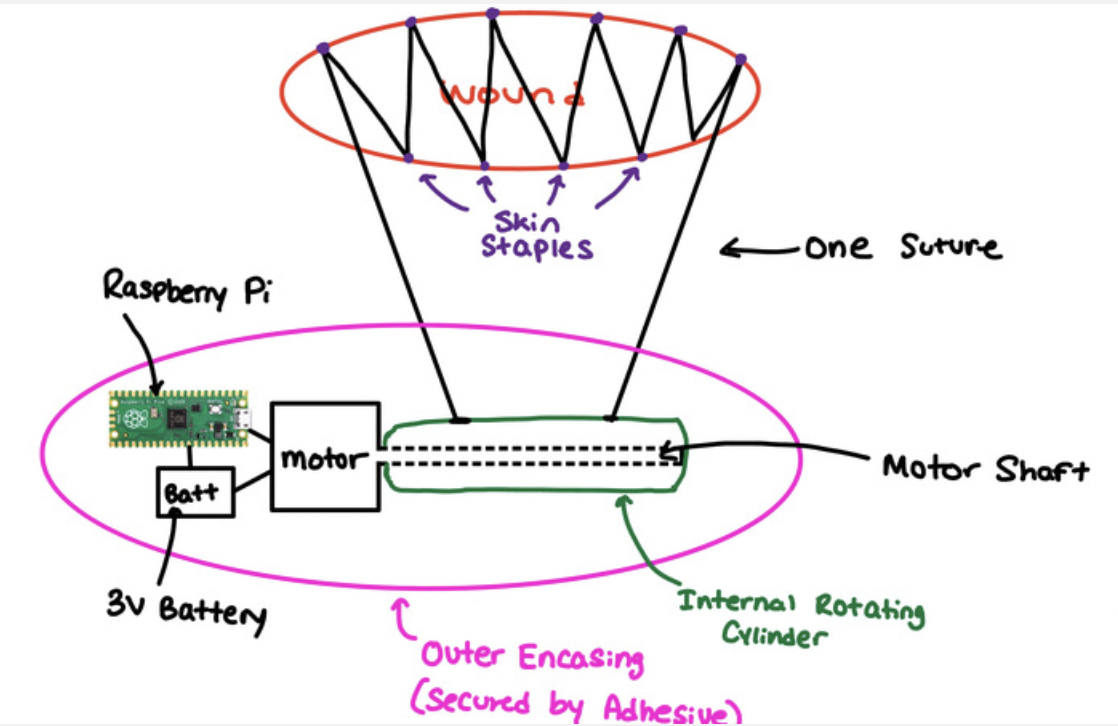 Wound
Skin
Staples
One Suture
Raspberry Pi
Motor
Batt
Motor Shaft
3V Battery
Internal Rotating
Cylinder
Outer Encasing
(Secured by Adhesive)